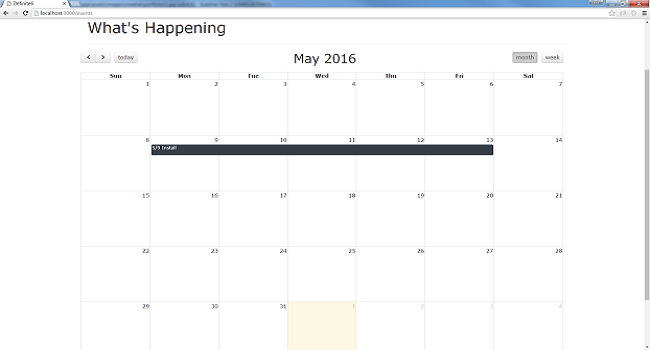 DefiniteS
localhost:3000/events
What's Happening
today
May 2016
month week
Sun Mon Tue Wed Thu Fri Sat
1 2 3 4 5 6 7
8 9 10 11 12 13 14
5/9 Install
15 16 17 18 19 20 21
22 23 24 25 26 27 28
29 30 31 1 2 3 4